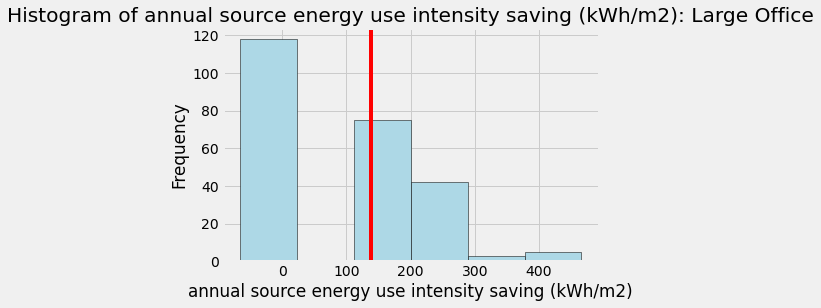 Histogram of annual source energy use intensity saving (kWh/m2): Large Office
120
100
80
60
40
20
0
Frequency
0 100 200 300 400
annual source energy use intensity saving (kWh/m2)